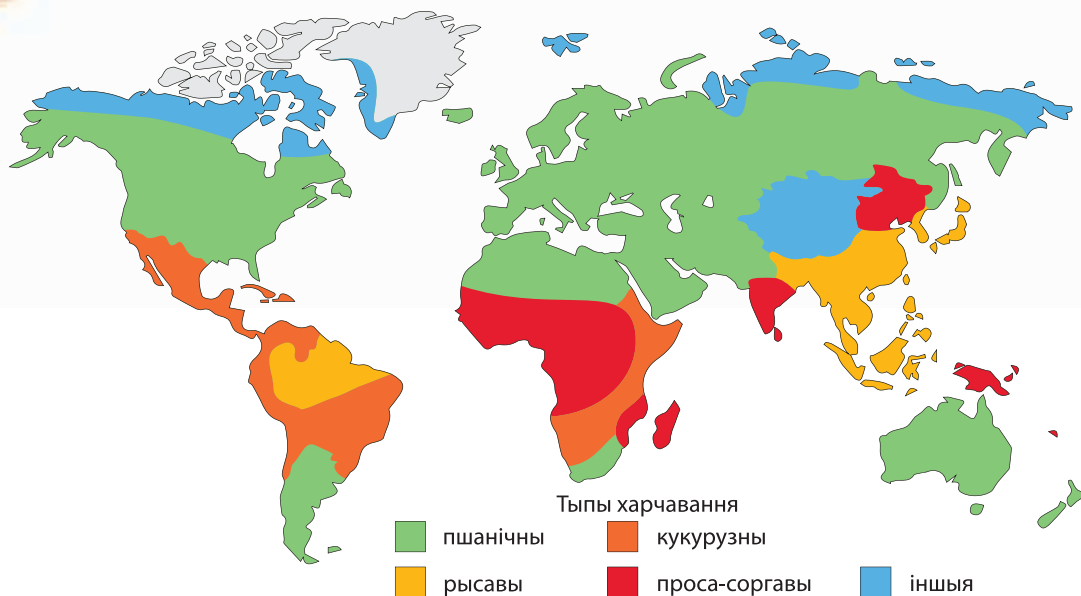 Тыпы харчавання
пшанічны
кукурузны
рысавы
проса-соргавы
іншыя